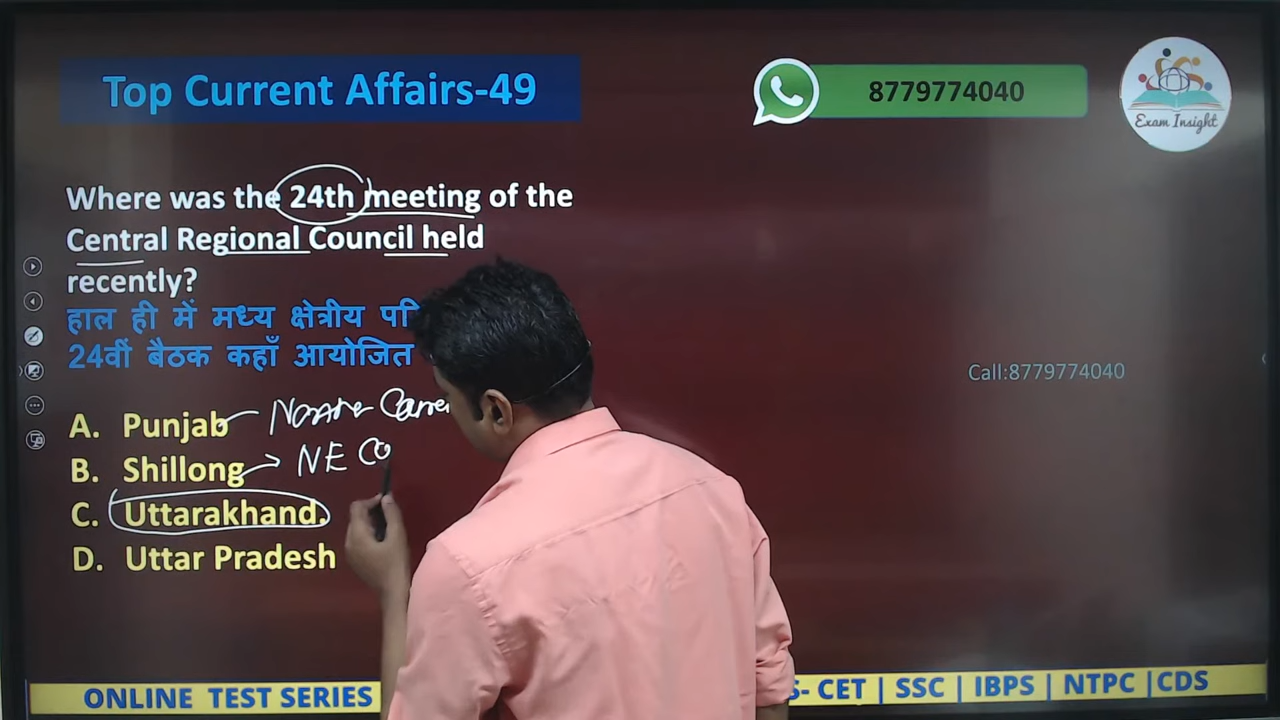 Top Current Affairs-49
8779774040
Exam Insight
Where was the 24th meeting of the
Central Regional Council held
recently?
हाल ही में मध्य क्षेत्रीय
24वीं बैठक कहाँ आयोजित
Call:8779774040
A. Punjab
B. Shillong → NE CO
C. Uttarakhand.
D. Uttar Pradesh
ONLINE TEST SERIES
S- CET | SSC | IBPS | NTPC |CDS